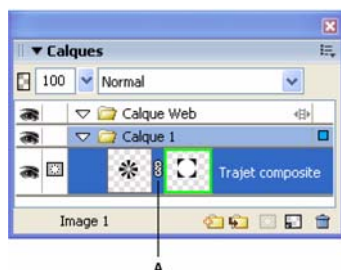 Calques
100 Normal
Calque Web
Calque 1
Trajet composite
Image 1
A